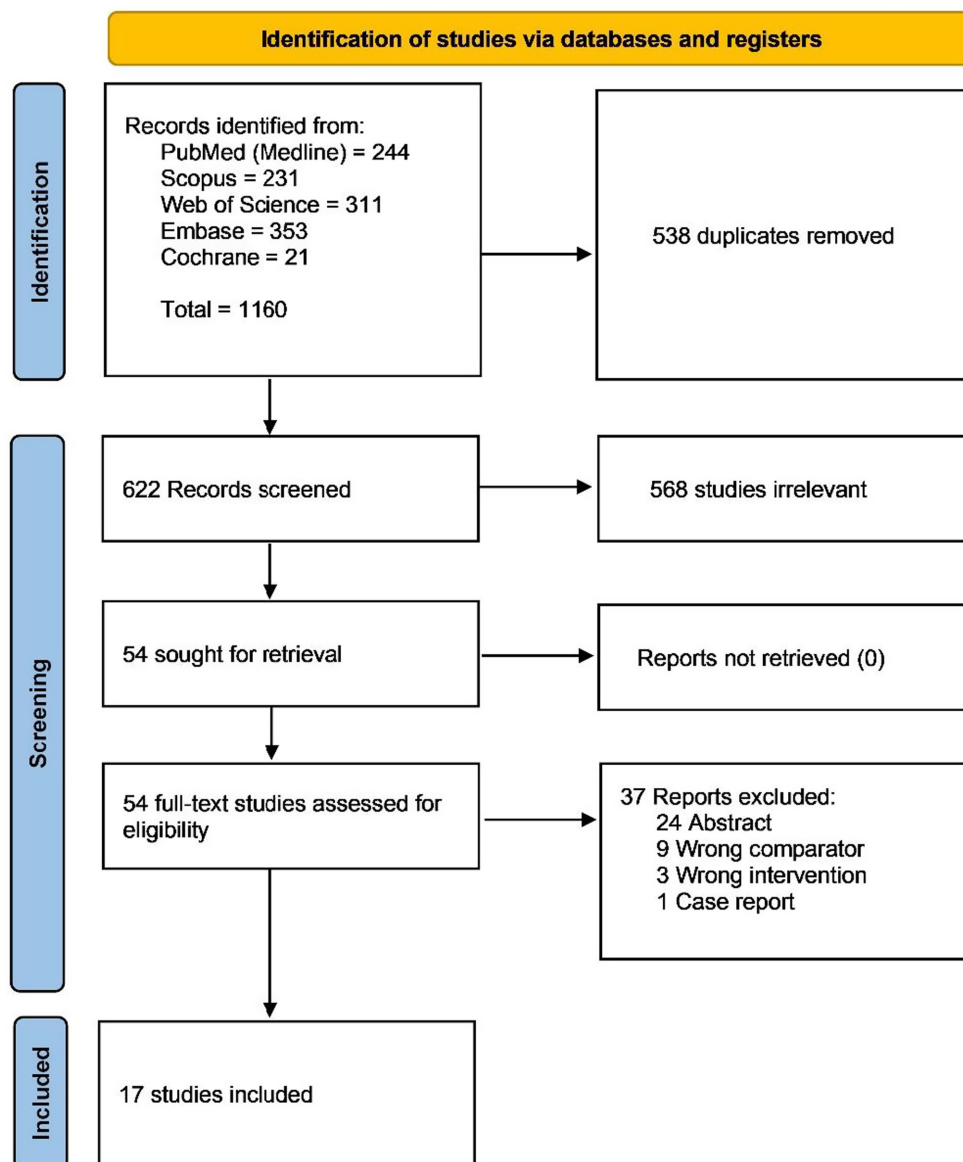 Identification of studies via databases and registers
Identification
Records identified from:
PubMed (Medline) = 244
Scopus = 231
Web of Science = 311
Embase = 353
Cochrane = 21
Total = 1160
538 duplicates removed
Screening
622 Records screened
568 studies irrelevant
54 sought for retrieval
Reports not retrieved (0)
54 full-text studies assessed for
eligibility
37 Reports excluded:
24 Abstract
9 Wrong comparator
3 Wrong intervention
1 Case report
Included
17 studies included